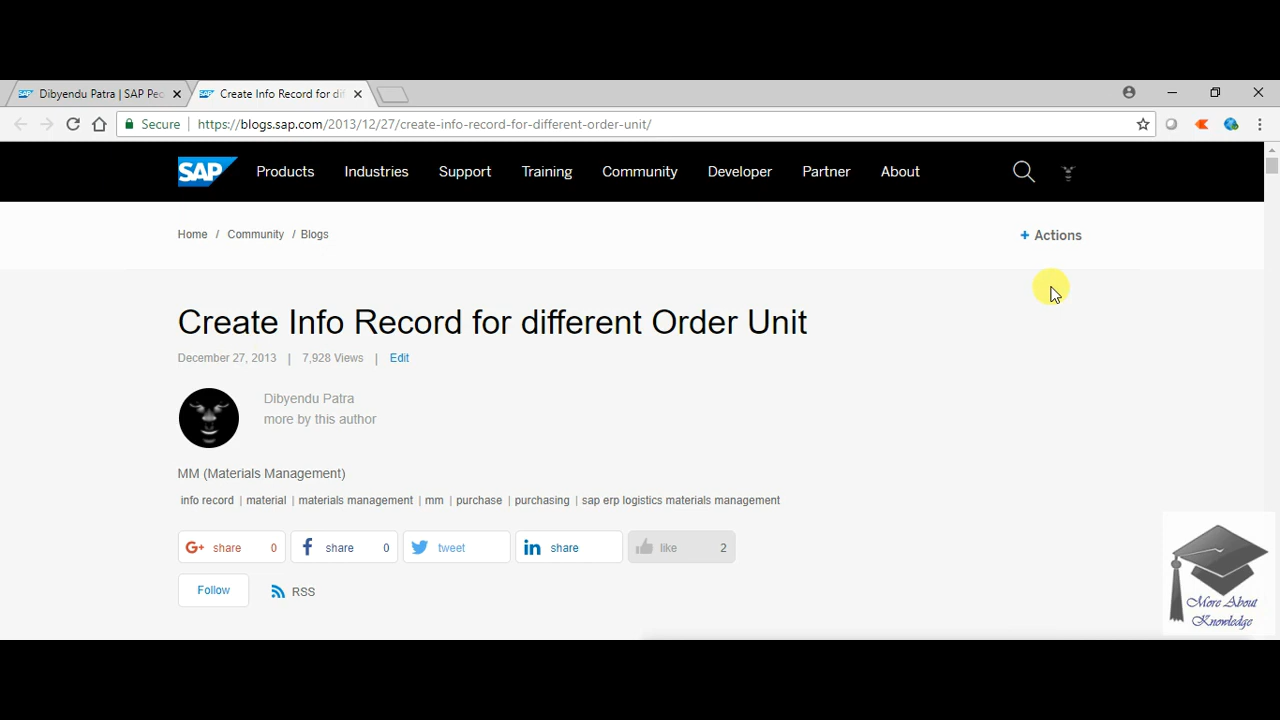 Dibyendu Patra | SAP Peo
Create Info Record for dif
Secure
https://blogs.sap.com/2013/12/27/create-info-record-for-different-order-unit/
SAP Products Industries Support Training Community Developer Partner About
Home / Community / Blogs
+ Actions
Create Info Record for different Order Unit
December 27, 2013 | 7,928 Views | Edit
Dibyendu Patra
more by this author
MM (Materials Management)
info record | material | materials management | mm | purchase | purchasing | sap erp logistics materials management
G+ share 0 f share 0 tweet in share like 2
Follow RSS
More About
Knowledge